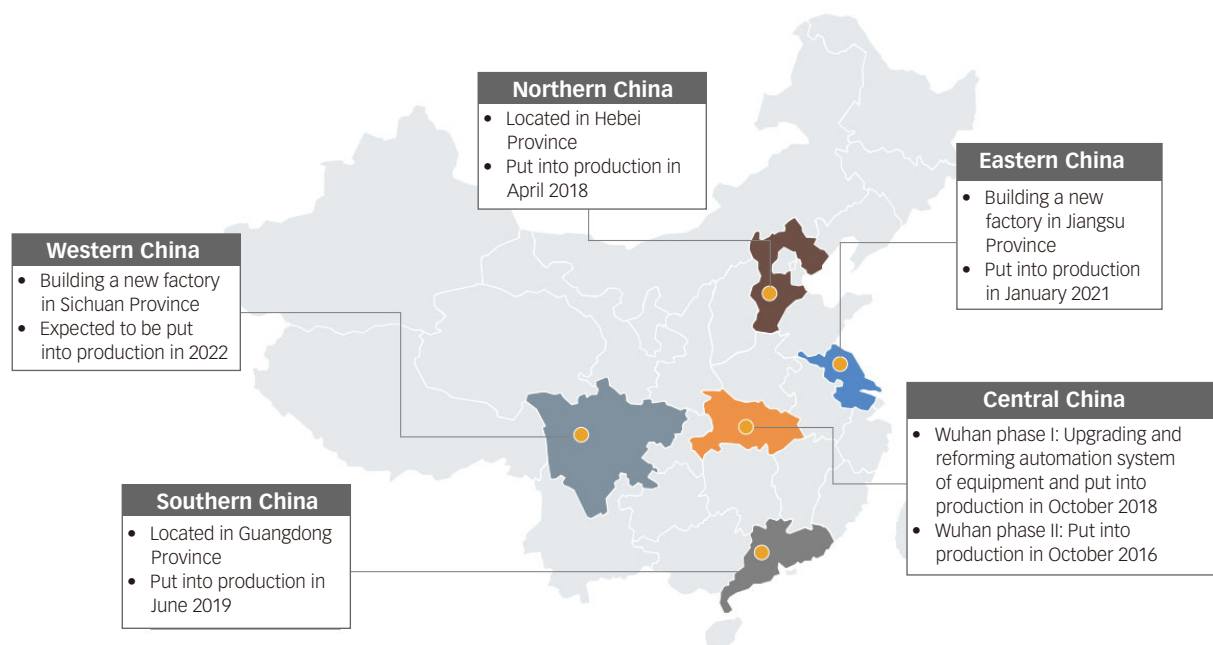 Northern China
• Located in Hebei
Province
• Put into production in
April 2018
Eastern China
• Building a new
factory in Jiangsu
Province
• Put into production
in January 2021
Western China
• Building a new factory
in Sichuan Province
• Expected to be put
into production in 2022
Central China
• Wuhan phase I: Upgrading and
reforming automation system
of equipment and put into
production in October 2018
• Wuhan phase II: Put into
production in October 2016
Southern China
• Located in Guangdong
Province
• Put into production in
June 2019